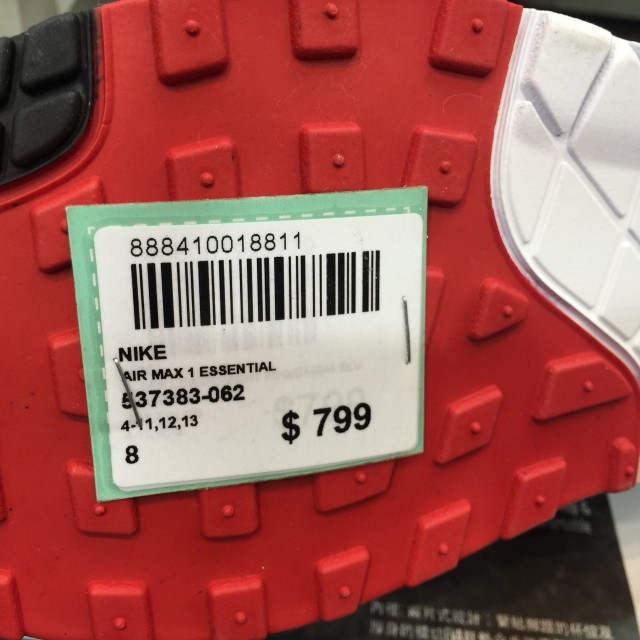 888410018811
NIKE
AIR MAX 1 ESSENTIAL
537383-062
4-11,12,13
$ 799
8